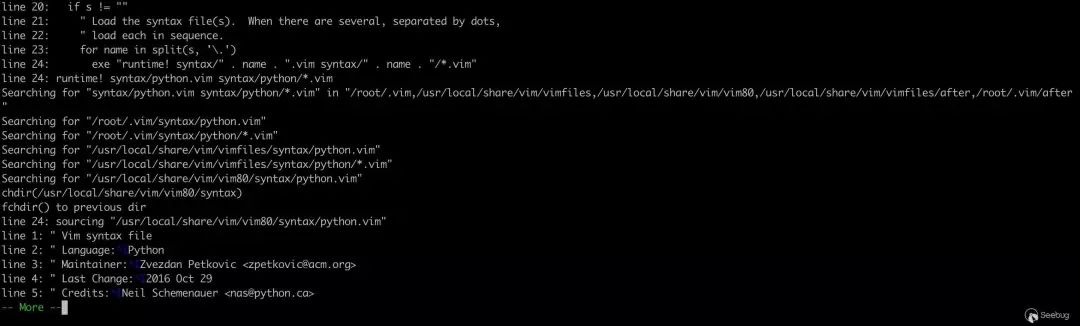 line 20:   if s != ""
line 21:     " Load the syntax file(s).  When there are several, separated by dots,
line 22:     " load each in sequence.
line 23:     for name in split(s, '\.')
line 24:       exe "runtime! syntax/" . name . ".vim syntax/" . name . "/*.vim"
line 24: runtime! syntax/python.vim syntax/python/*.vim
Searching for "syntax/python.vim syntax/python/*.vim" in "/root/.vim,/usr/local/share/vim/vimfiles,/usr/local/share/vim/vim80,/usr/local/share/vim/vimfiles/after,/root/.vim/after
"
Searching for "/root/.vim/syntax/python.vim"
Searching for "/root/.vim/syntax/python/*.vim"
Searching for "/usr/local/share/vim/vimfiles/syntax/python.vim"
Searching for "/usr/local/share/vim/vimfiles/syntax/python/*.vim"
Searching for "/usr/local/share/vim/vim80/syntax/python.vim"
chdir(/usr/local/share/vim/vim80/syntax)
fchdir() to previous dir
line 24: sourcing "/usr/local/share/vim/vim80/syntax/python.vim"
line 1: " Vim syntax file
line 2: " Language:^IPython
line 3: " Maintainer:^IZvezdan Petkovic <zpetkovic@acm.org>
line 4: " Last Change:^I2016 Oct 29
line 5: " Credits:^INeil Schemenauer <nas@python.ca>
-- More --
Seebug